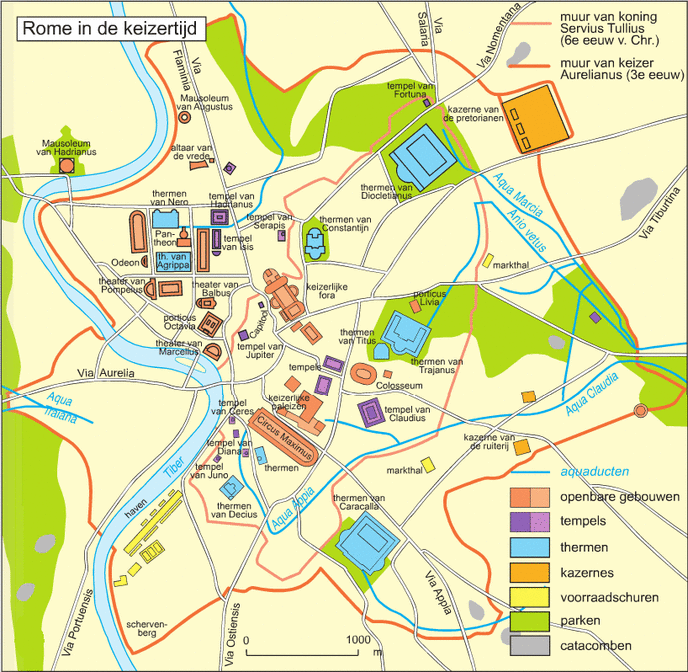 Rome in de keizertijd
Via
Flaminia
Via
Salaria
Via Nomentana
muur van koning
Servius Tullius
(6e eeuw v. Chr.)
muur van keizer
Aurelianus (3e eeuw)
tempel van
Fortuna
kazerne van
de pretorianen
Mausoleum
van Augustus
Mausoleum
van Hadrianus
altaar van
de vrede
thermen
van Nero
tempel van
Hadrianus
thermen van
Diocletianus
Aqua Marcia
Anio vetus
Via Tiburtina
tempel van
Serapis
thermen van
Constantijn
Pan-
theon
tempel
van Isis
Odeon
th. van
Agrippa
markthal
theater van
Pompeius
theater van
Balbus
keizerlijke
fora
porticus
Livia
porticus
Octavia
Capitool
thermen
van Titus
theater van
Marcellus
tempel van
Jupiter
thermen van
Trajanus
Via Aurelia
tempels
Colosseum
Aqua
Traiana
tempel
van Ceres
keizerlijke
paleizen
tempel van
Claudius
Aqua Claudia
Circus Maximus
tempel van
Diana
kazerne van
de ruiterij
Tiber
tempel
van Juno
thermen
markthal
haven
thermen
van Decius
Aqua Appia
thermen van
Caracalla
Via Appia
scherven-
berg
Via Portuensis
Via Ostiensis
0
1000
m
aquaducten
openbare gebouwen
tempels
thermen
kazernes
voorraadschuren
parken
catacomben